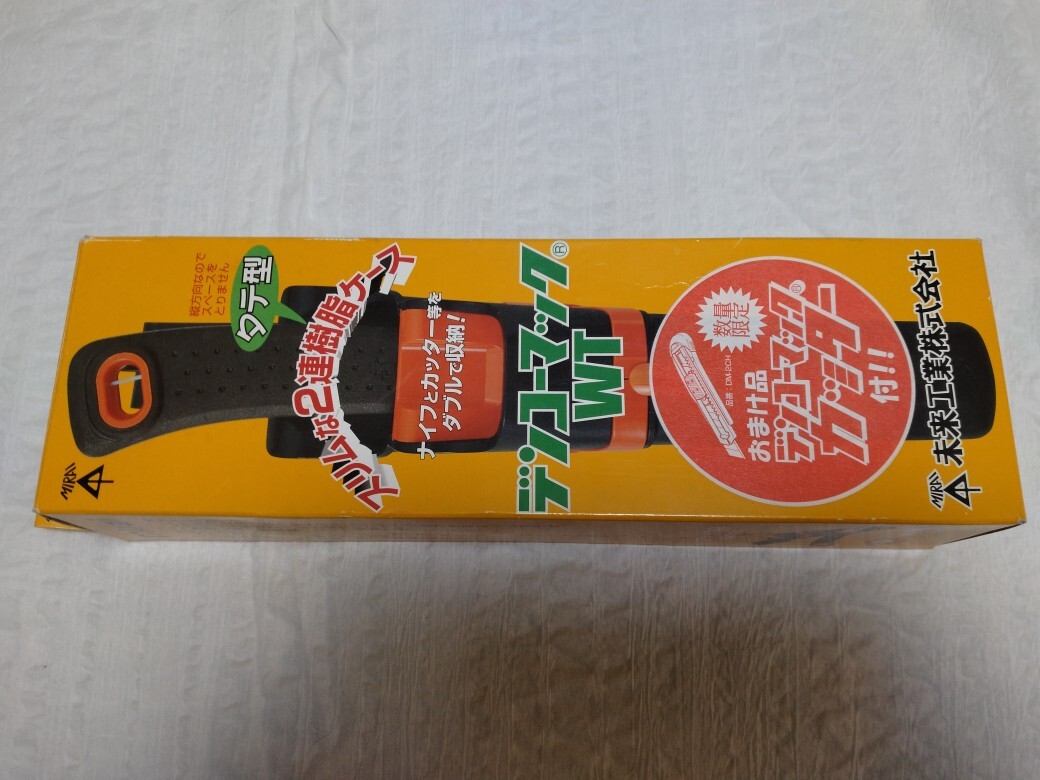 縦方向なので
スペースを
とりません
タテ型
スリムな2連樹脂ケース
ナイフとカッター等を
ダブルで収納!
デンコーマック®
WT
数量
限定
品番:DM-2CH
おまけ品
デンコーマック®
カッター
付!!
MIRAI
未来工業株式会社
MIRAI